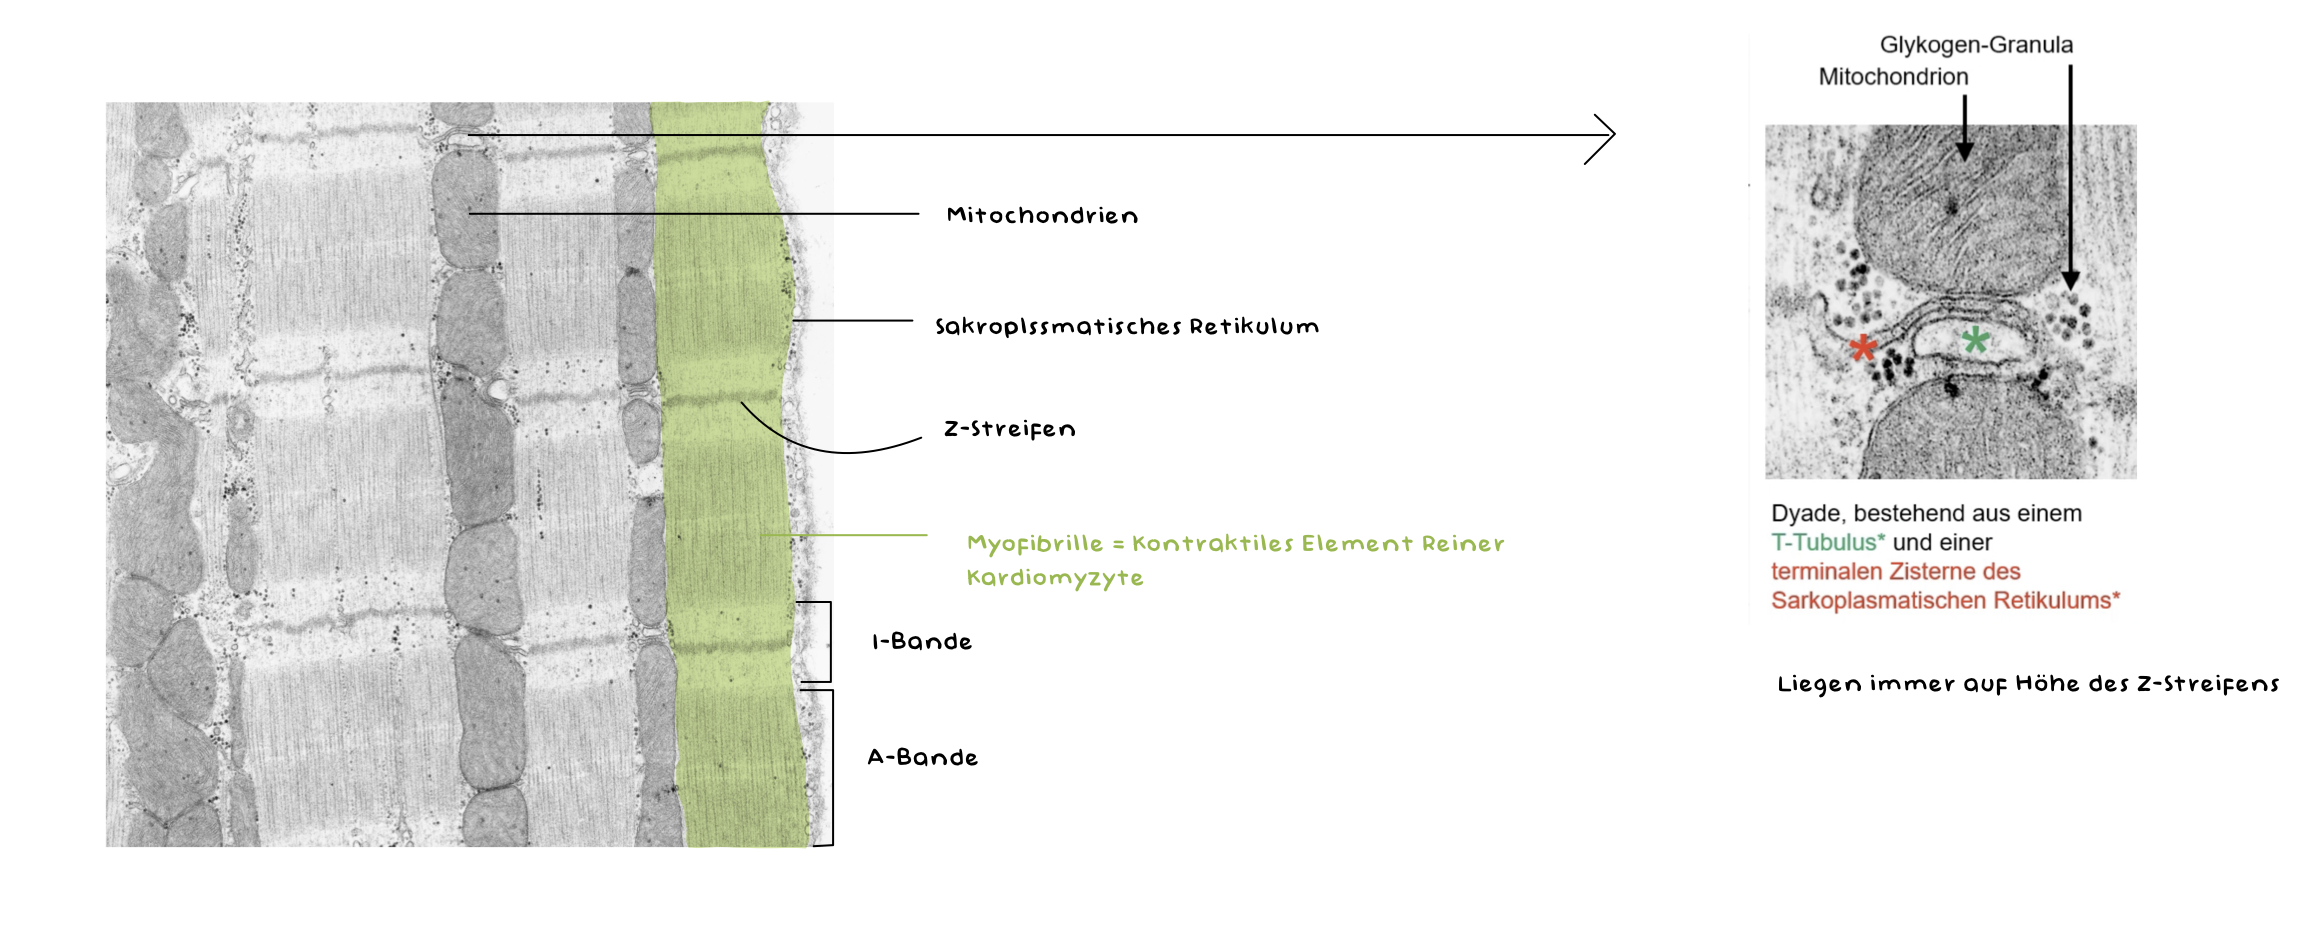 Glykogen-Granula
Mitochondrion
Mitochondrien
Sakroplssmatisches Retikulum
Z-Streifen
Myofibrille = Kontraktiles Element Reiner
Kardiomyzyte
I-Bande
A-Bande
*
*
Dyade, bestehend aus einem
T-Tubulus* und einer
terminalen Zisterne des
Sarkoplasmatischen Retikulums*
Liegen immer auf Höhe des Z-Streifens